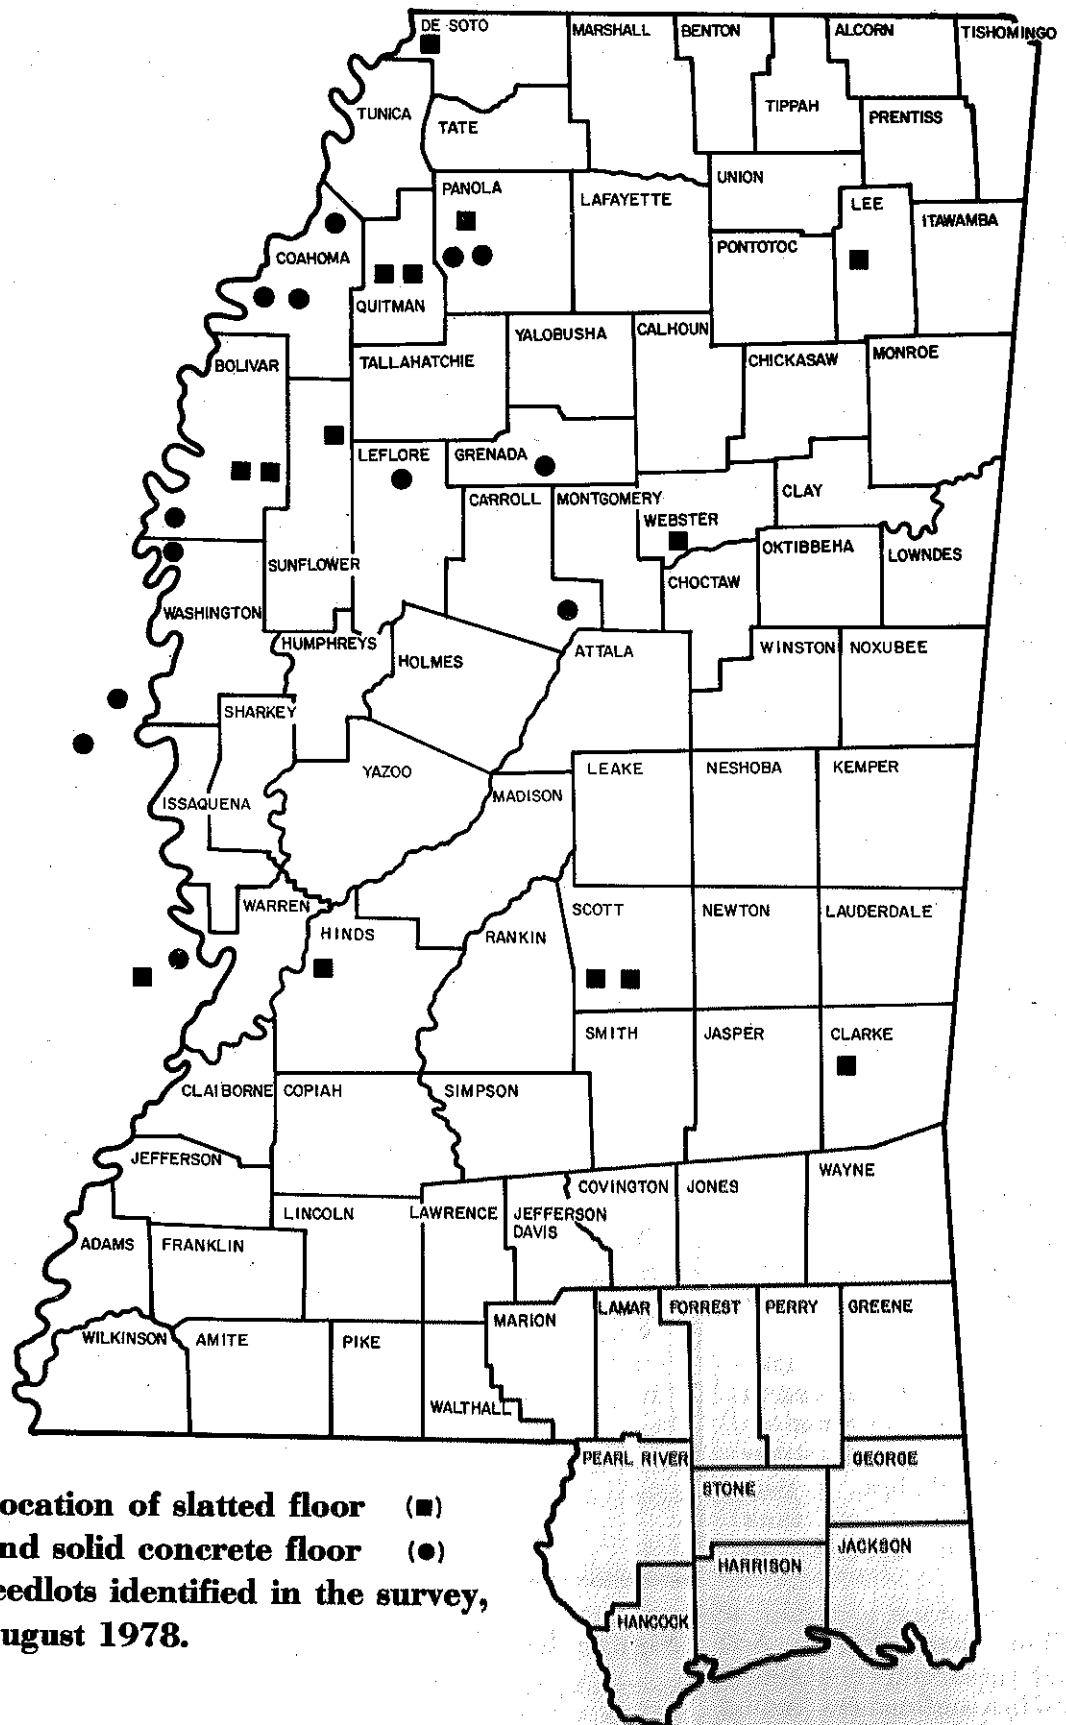 DE SOTO
MARSHALL
BENTON
ALCORN
TISHOMINGO
TUNICA
TATE
TIPPAH
PRENTISS
PANOLA
LAFAYETTE
UNION
LEE
ITAWAMBA
COAHOMA
QUITMAN
PONTOTOC
BOLIVAR
TALLAHATCHIE
YALOBUSHA
CALHOUN
CHICKASAW
MONROE
LEFLORE
GRENADA
CARROLL
MONTGOMERY
CLAY
WEBSTER
OKTIBBEHA
LOWNDES
SUNFLOWER
CHOCTAW
WASHINGTON
HUMPHREYS
HOLMES
ATTALA
WINSTON
NOXUBEE
SHARKEY
YAZOO
LEAKE
NESHOBA
KEMPER
ISSAQUENA
MADISON
WARREN
HINDS
RANKIN
SCOTT
NEWTON
LAUDERDALE
SMITH
JASPER
CLARKE
CLAIBORNE
COPIAH
SIMPSON
JEFFERSON
WAYNE
LINCOLN
LAWRENCE
JEFFERSON
DAVIS
COVINGTON
JONES
ADAMS
FRANKLIN
MARION
LAMAR
FORREST
PERRY
GREENE
WILKINSON
AMITE
PIKE
WALTHALL
PEARL RIVER
GEORGE
STONE
JACKSON
HARRISON
HANCOCK
ocation of slatted floor (■)
nd solid concrete floor (●)
eedlots identified in the survey,
ugust 1978.